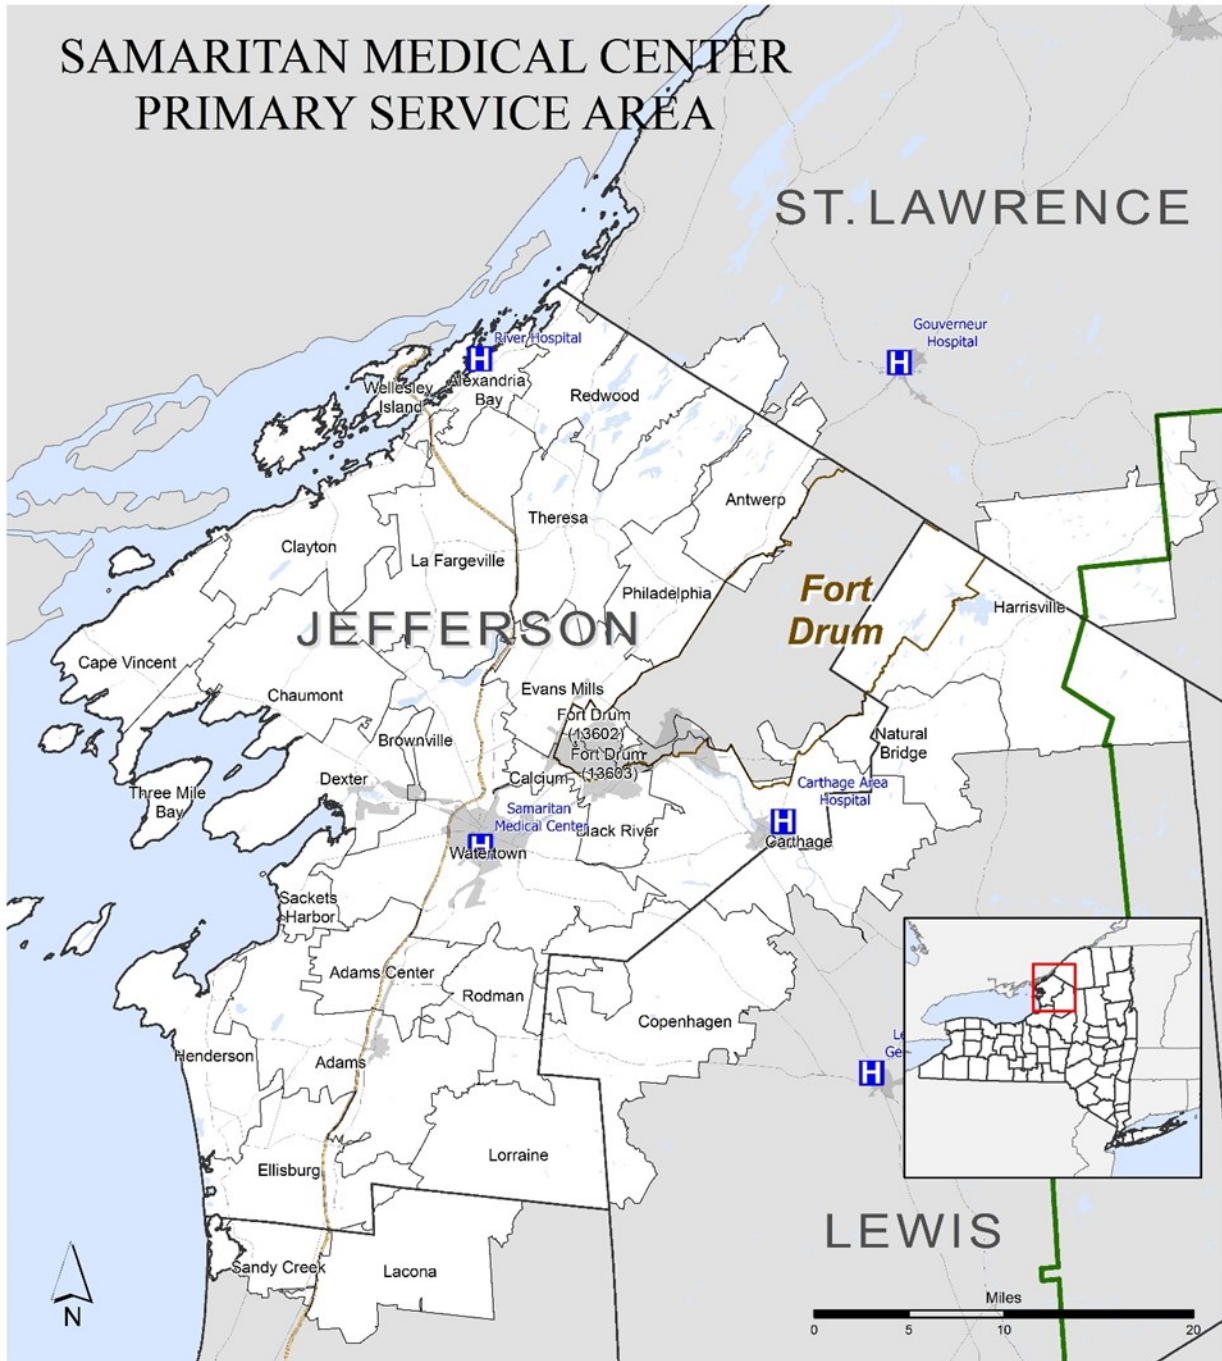 SAMARITAN MEDICAL CENTER
PRIMARY SERVICE AREA
ST. LAWRENCE
Gouverneur
Hospital
River Hospital
H
H
Wellesley
Island
Alexandria
Bay
Redwood
Antwerp
Theresa
Clayton
La Fargeville
Philadelphia
Fort
Drum
Harrisville
JEFFERSON
Cape Vincent
Chaumont
Evans Mills
Fort Drum
(13602)
Fort Drum
(13603)
Natural
Bridge
Brownville
Dexter
Calcium
Three Mile
Bay
Samaritan
Medical Center
H
Watertown
Black River
Carthage Area
Hospital
H
Carthage
Sackets
Harbor
Adams Center
Rodman
Copenhagen
Henderson
Adams
Le
Ge
H
Lorraine
Ellisburg
LEWIS
Sandy Creek
Lacona
N
Miles
0 5 10 20